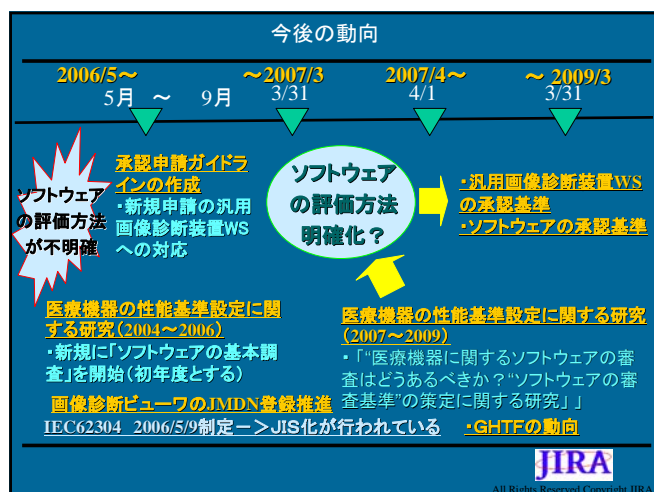 今後の動向
2006/5～ ～2007/3 2007/4～ ～ 2009/3
5月 ～ 9月 3/31 4/1 3/31
ソフトウェア
の評価方法
が不明確
承認申請ガイドラ
インの作成
・新規申請の汎用
画像診断装置WS
への対応
ソフトウェア
の評価方法
明確化？
・汎用画像診断装置WS
の承認基準
・ソフトウェアの承認基準
医療機器の性能基準設定に関
する研究（2004～2006）
・新規に「ソフトウェアの基本調
査」を開始（初年度とする）
医療機器の性能基準設定に関する研究
（2007～2009）
・「“医療機器に関するソフトウェアの審
査はどうあるべきか？“ソフトウェアの審
査基準”の策定に関する研究」」
画像診断ビューワのJMDN登録推進
IEC62304 2006/5/9制定－＞JIS化が行われている ・GHTFの動向
JIRA
All Rights Reserved Copyright JIRA